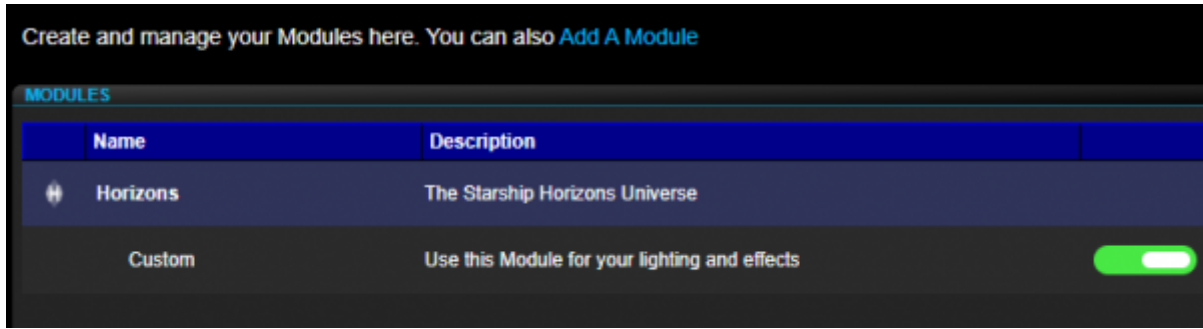 Create and manage your Modules here. You can also Add A Module
MODULES
Name Description
Horizons The Starship Horizons Universe
Custom Use this Module for your lighting and effects